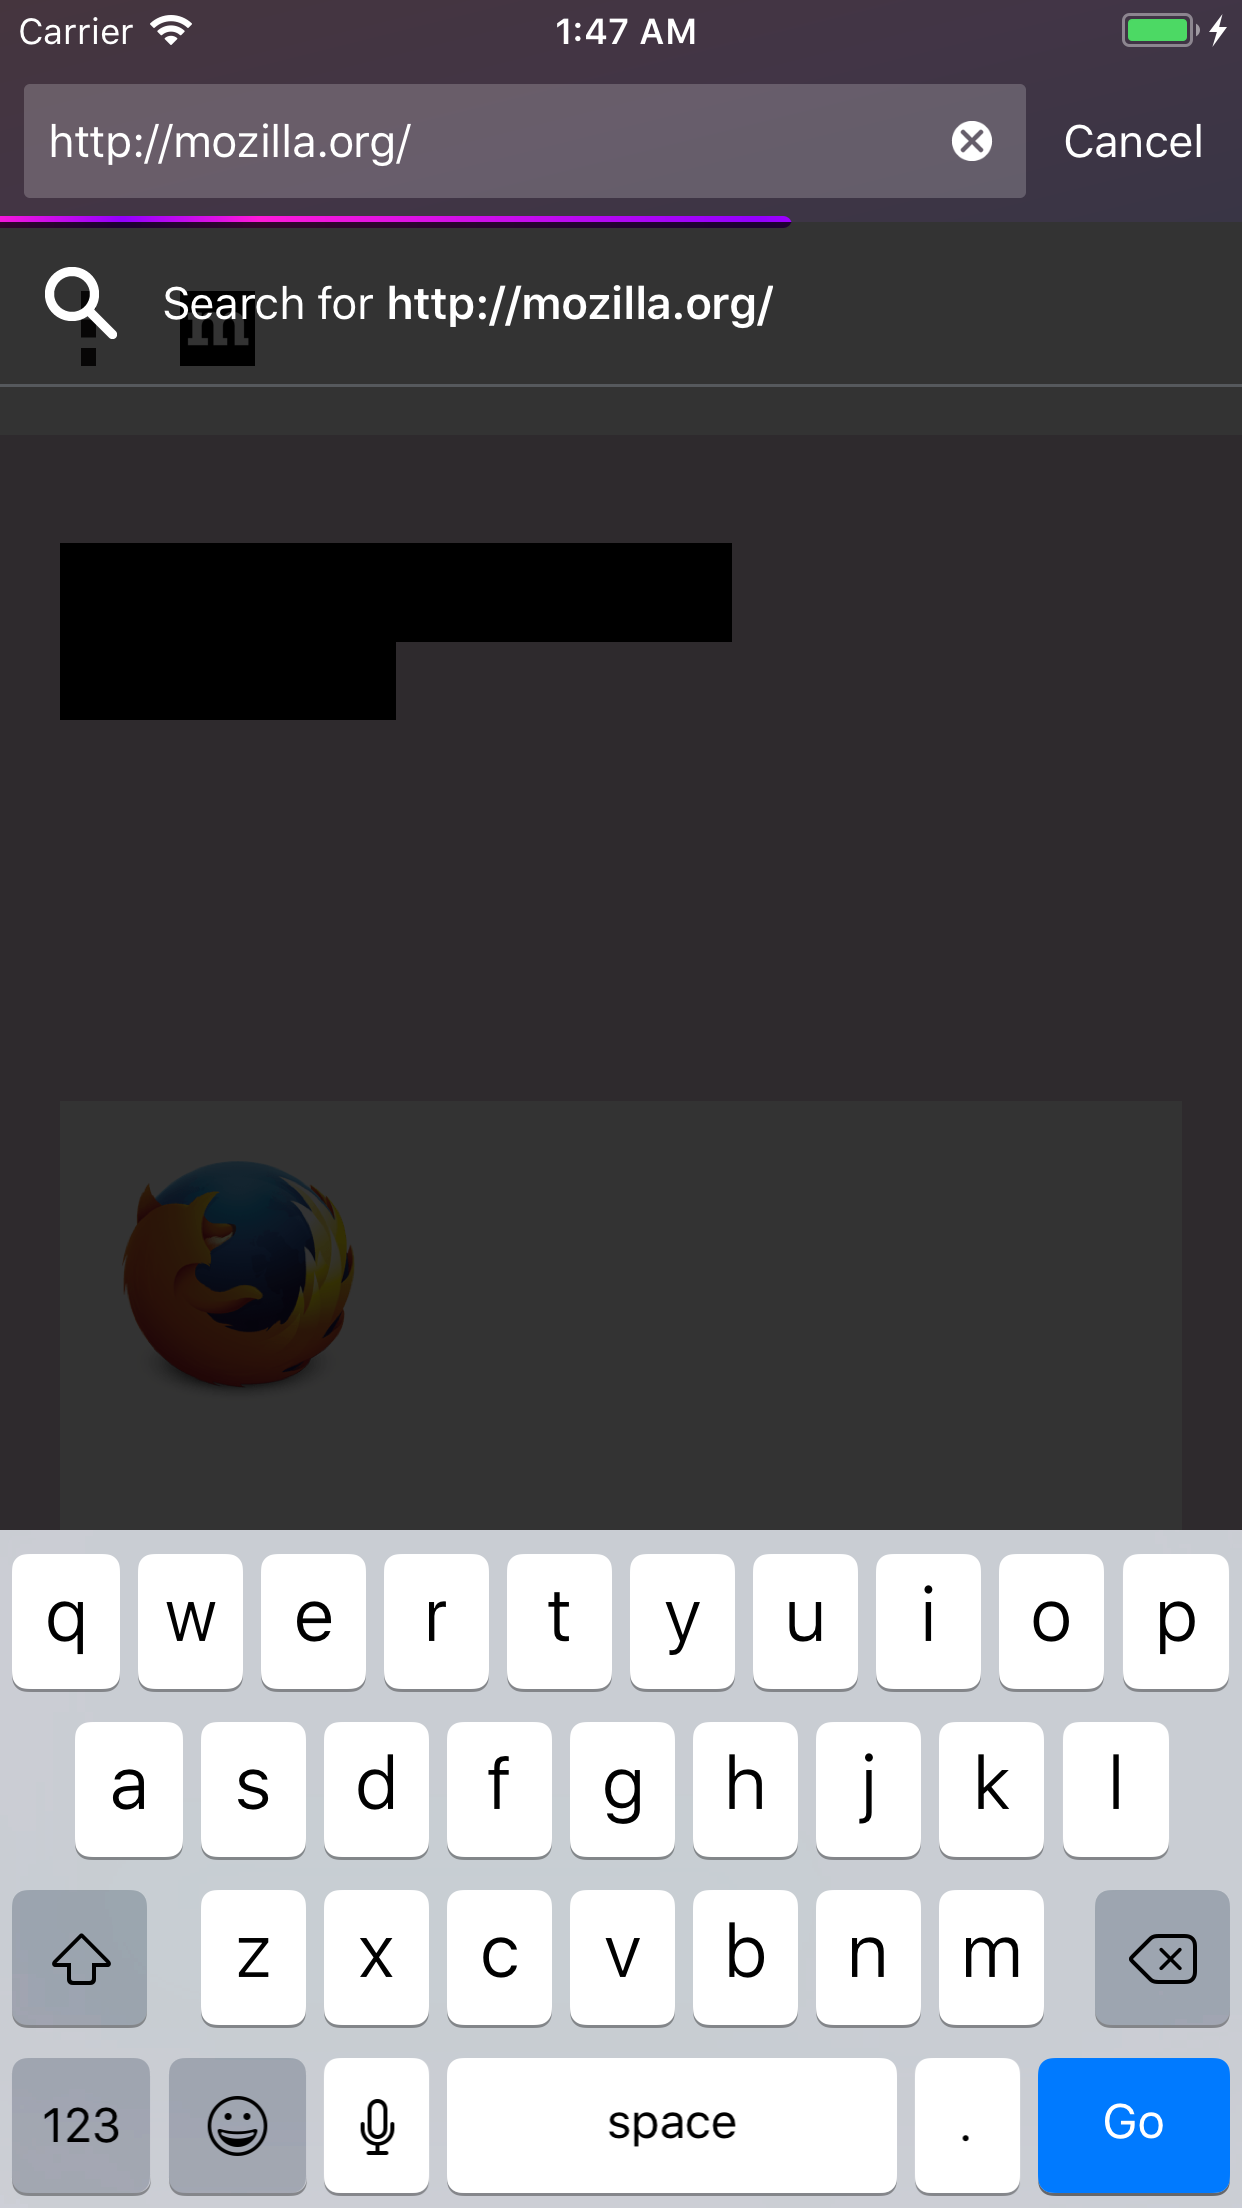 Carrier 1:47 AM
http://mozilla.org/ Cancel
Search for http://mozilla.org/
m
q w e r t y u i o p
a s d f g h j k l
z x c v b n m
123 space . Go